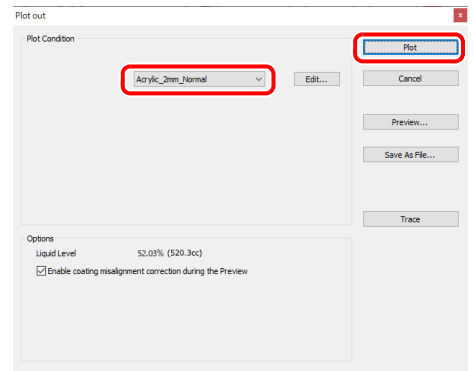 Plot out
x
Plot Condition
Plot
Acrylic_2mm_Normal
Edit...
Cancel
Preview...
Save As File...
Trace
Options
Liquid Level 52.03% (520.3cc)
Enable coating misalignment correction during the Preview